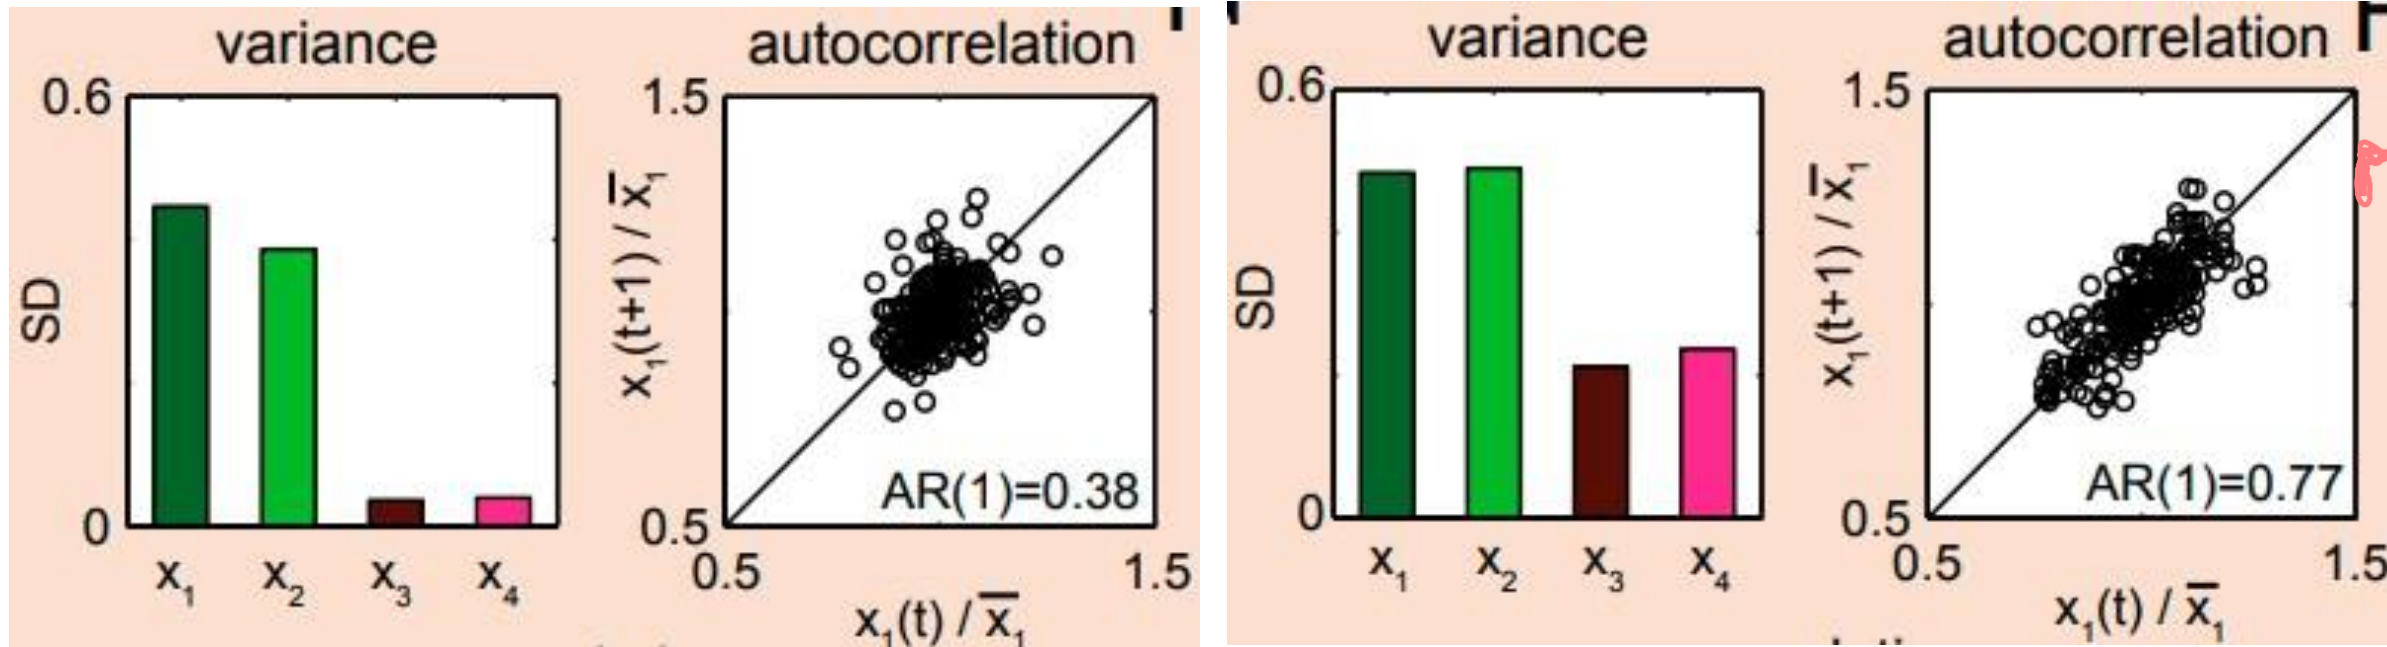 variance
0.6
SD
0
x₁ x₂ x₃ x₄
autocorrelation
1.5
x₁(t+1) / x̅₁
AR(1)=0.38
0.5
0.5 1.5
x₁(t) / x̅₁
variance
0.6
SD
0
x₁ x₂ x₃ x₄
autocorrelation
1.5
x₁(t+1) / x̅₁
AR(1)=0.77
0.5
0.5 1.5
x₁(t) / x̅₁